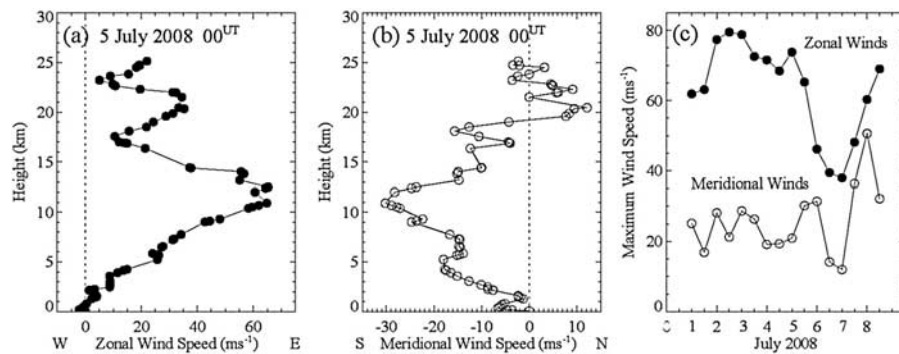 (a) 5 July 2008 00UT
30
25
20
15
10
5
0
Height (km)
0 20 40 60
W Zonal Wind Speed (ms-1) E
(b) 5 July 2008 00UT
30
25
20
15
10
5
0
Height (km)
-30 -20 -10 0 10
S Meridional Wind Speed (ms-1) N
(c)
Zonal Winds
Meridional Winds
80
60
40
20
0
Maximum Wind Speed (ms-1)
1 2 3 4 5 6 7 8
July 2008